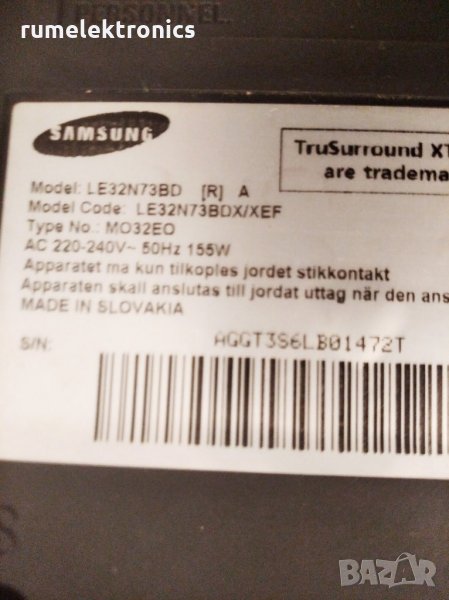 PERSONNEL.
rumelektronics
SAMSUNG
TruSurround XT
are tradema
Model: LE32N73BD [R] A
Model Code: LE32N73BDX/XEF
Type No.: MO32EO
AC 220-240V~ 50Hz 155W
Apparatet ma kun tilkoples jordet stikkontakt
Apparaten skall anslutas till jordat uttag när den ans
MADE IN SLOVAKIA
S/N: AGGT3S6LB01472T
S
BAZAR